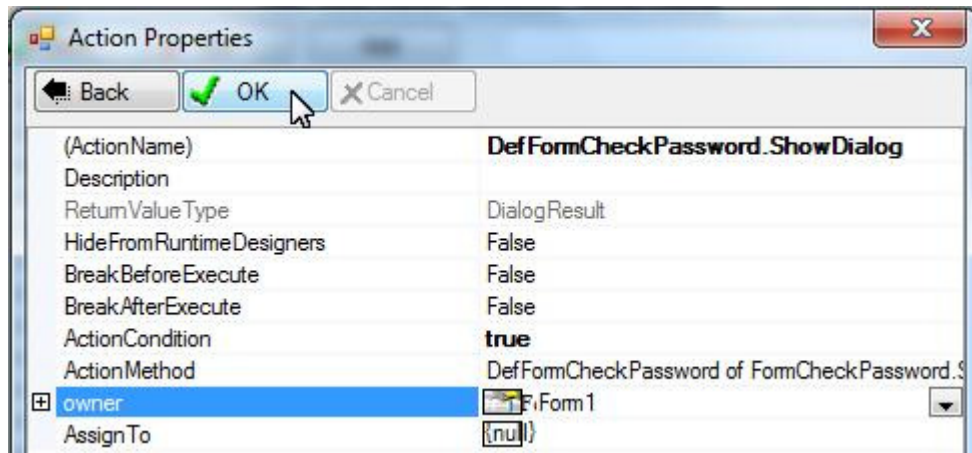 Action Properties
Back OK Cancel
(ActionName) DefFormCheckPassword.ShowDialog
Description
ReturnValueType DialogResult
HideFromRuntimeDesigners False
BreakBeforeExecute False
BreakAfterExecute False
ActionCondition true
ActionMethod DefFormCheckPassword of FormCheckPassword.S
owner Form1
AssignTo {null}